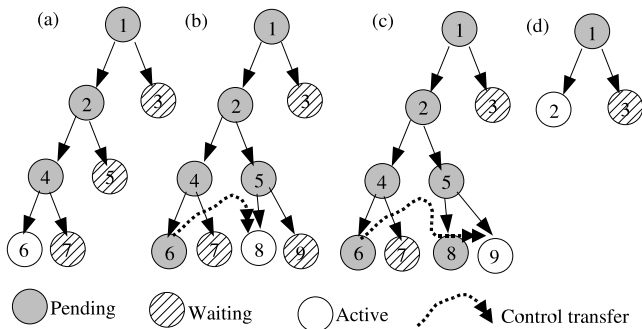 (a) (b) (c) (d)
1 1 1 1
2 3 2 3 2 3 2 3
4 5 4 5 4 5
6 7 6 7 8 9 6 7 8 9
Pending Waiting Active Control transfer